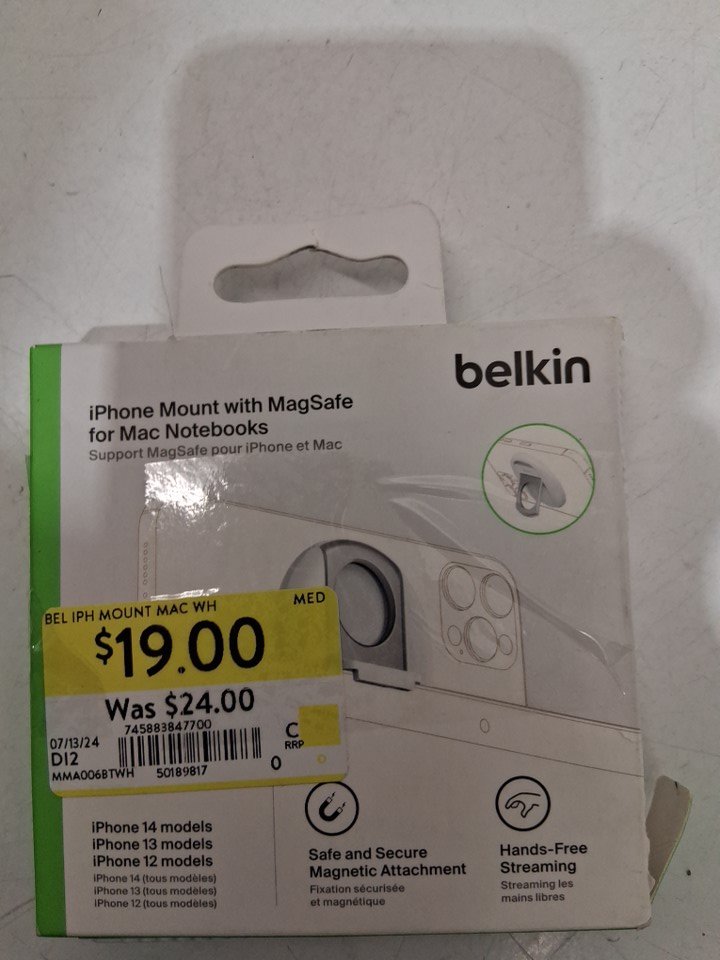 belkin
iPhone Mount with MagSafe
for Mac Notebooks
Support MagSafe pour iPhone et Mac
BEL IPH MOUNT MAC WH
MED
$19.00
Was $24.00
745883847700
07/13/24
D12
MMA006BTWH
50189817
C
RRP
0
iPhone 14 models
iPhone 13 models
iPhone 12 models
iPhone 14 (tous modèles)
iPhone 13 (tous modèles)
iPhone 12 (tous modèles)
Safe and Secure
Magnetic Attachment
Fixation sécurisée
et magnétique
Hands-Free
Streaming
Streaming les
mains libres